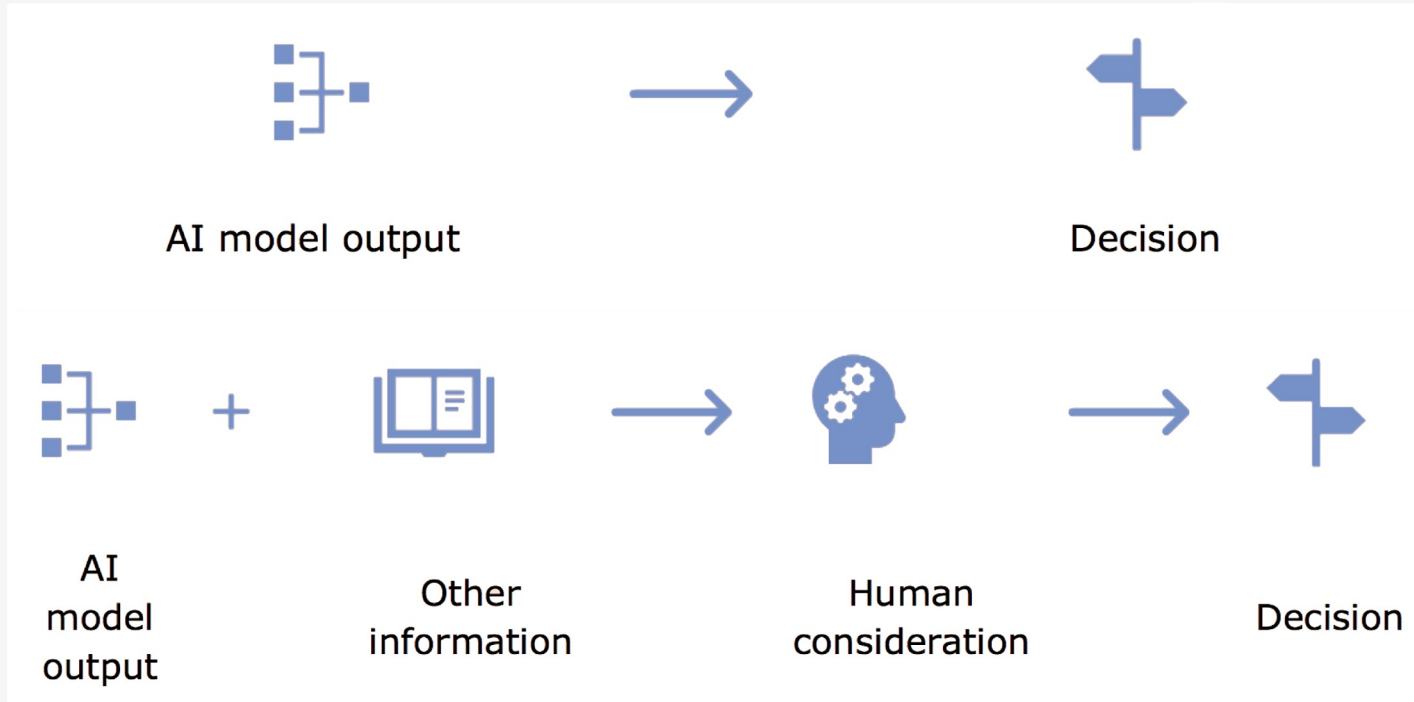 AI model output
Decision
AI
model
output
Other
information
Human
consideration
Decision